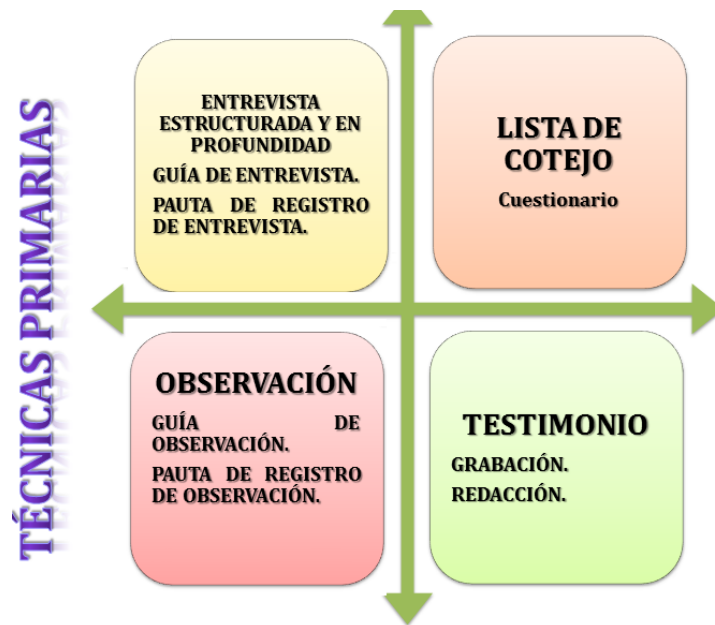 TÉCNICAS PRIMARIAS
ENTREVISTA
ESTRUCTURADA Y EN
PROFUNDIDAD
GUÍA DE ENTREVISTA.
PAUTA DE REGISTRO
DE ENTREVISTA.
LISTA DE
COTEJO
Cuestionario
OBSERVACIÓN
GUÍA DE
OBSERVACIÓN.
PAUTA DE REGISTRO
DE OBSERVACIÓN.
TESTIMONIO
GRABACIÓN.
REDACCIÓN.